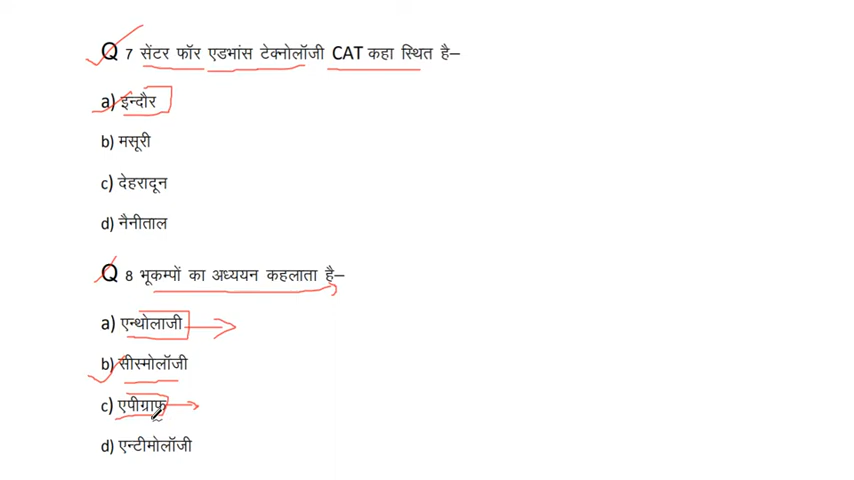 Q 7 सेंटर फॉर एडभांस टेक्नोलॉजी CAT कहा स्थित है–
a) इन्दौर
b) मसूरी
c) देहरादून
d) नैनीताल
Q 8 भूकम्पों का अध्ययन कहलाता है–
a) एन्थोलाजी
b) सीस्मोलॉजी
c) एपीग्राफ
d) एन्टीमोलॉजी